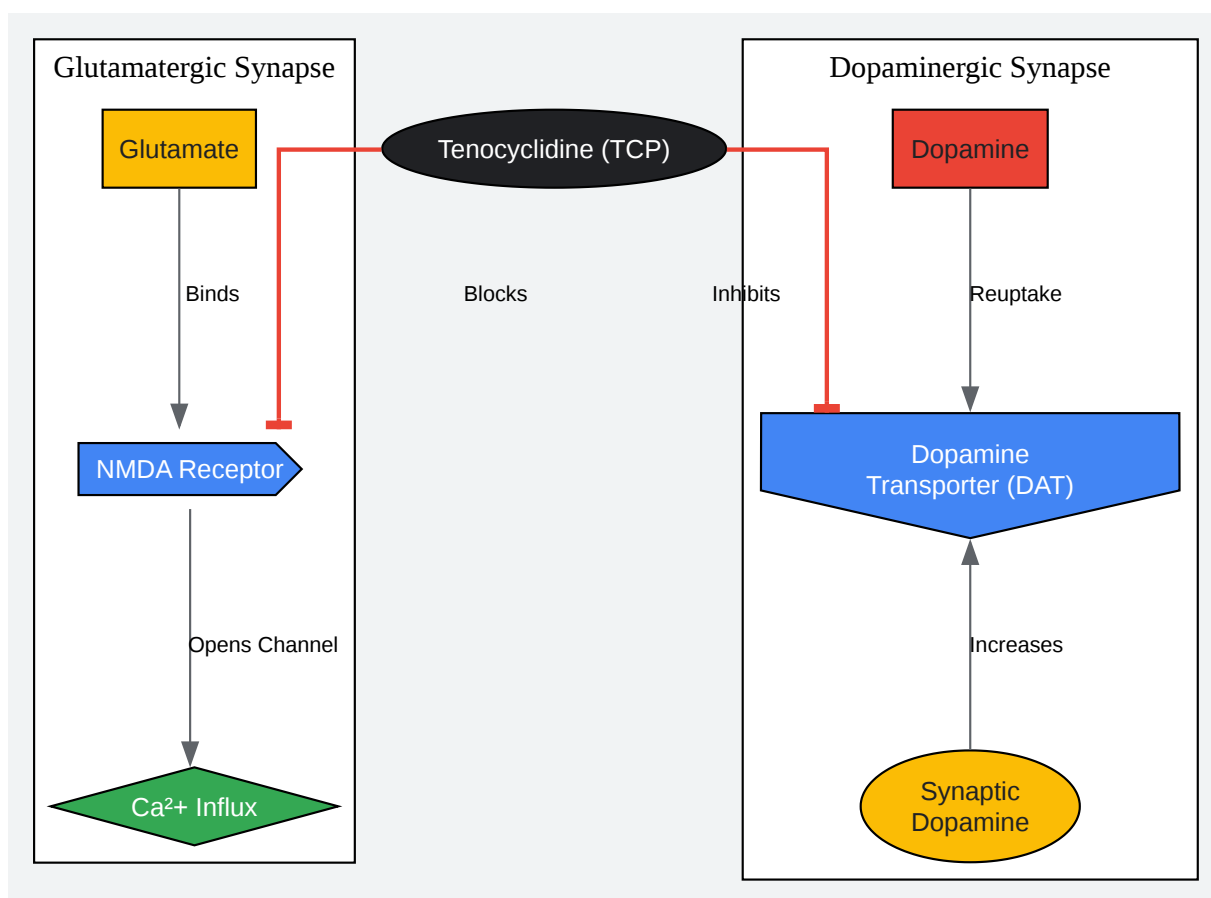 Glutamatergic Synapse
Dopaminergic Synapse
Glutamate
Tenocyclidine (TCP)
Dopamine
Binds
Blocks
Inhibits
Reuptake
NMDA Receptor
Dopamine
Transporter (DAT)
Opens Channel
Increases
Ca²+ Influx
Synaptic
Dopamine